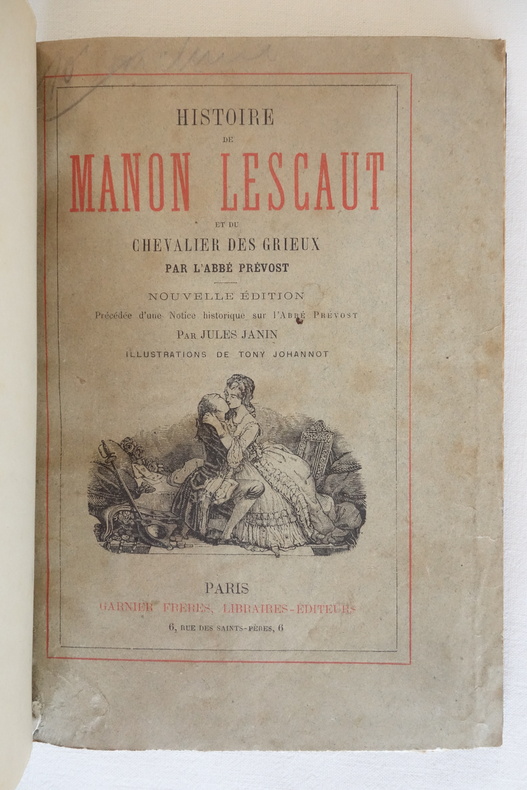 HISTOIRE
DE
MANON LESCAUT
ET DU
CHEVALIER DES GRIEUX
PAR L'ABBÉ PRÉVOST
NOUVELLE ÉDITION
Précédée d'une Notice historique sur l'ABBÉ PRÉVOST
PAR JULES JANIN
ILLUSTRATIONS DE TONY JOHANNOT
PARIS
GARNIER FRÈRES, LIBRAIRES-ÉDITEURS
6, RUE DES SAINTS-PÈRES, 6